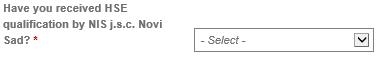 Have you received HSE
qualification by NIS j.s.c. Novi
Sad? *
- Select -